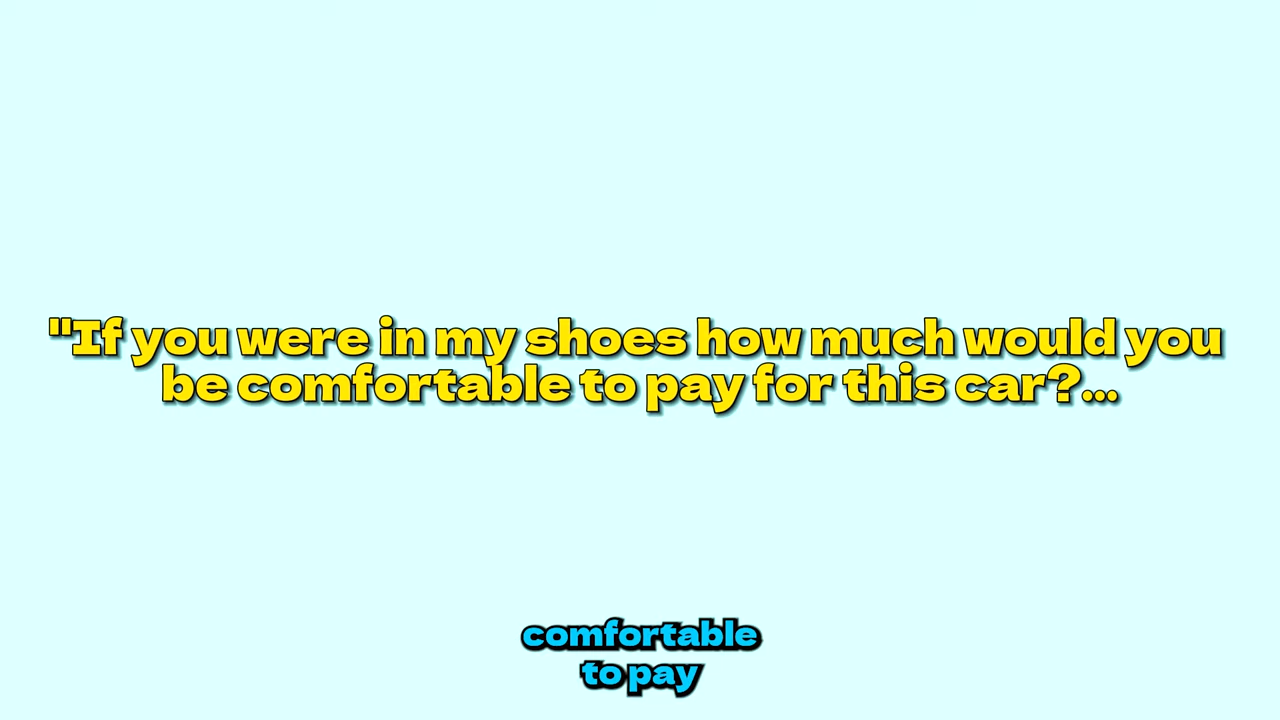 "If you were in my shoes how much would you
be comfortable to pay for this car?...
comfortable
to pay